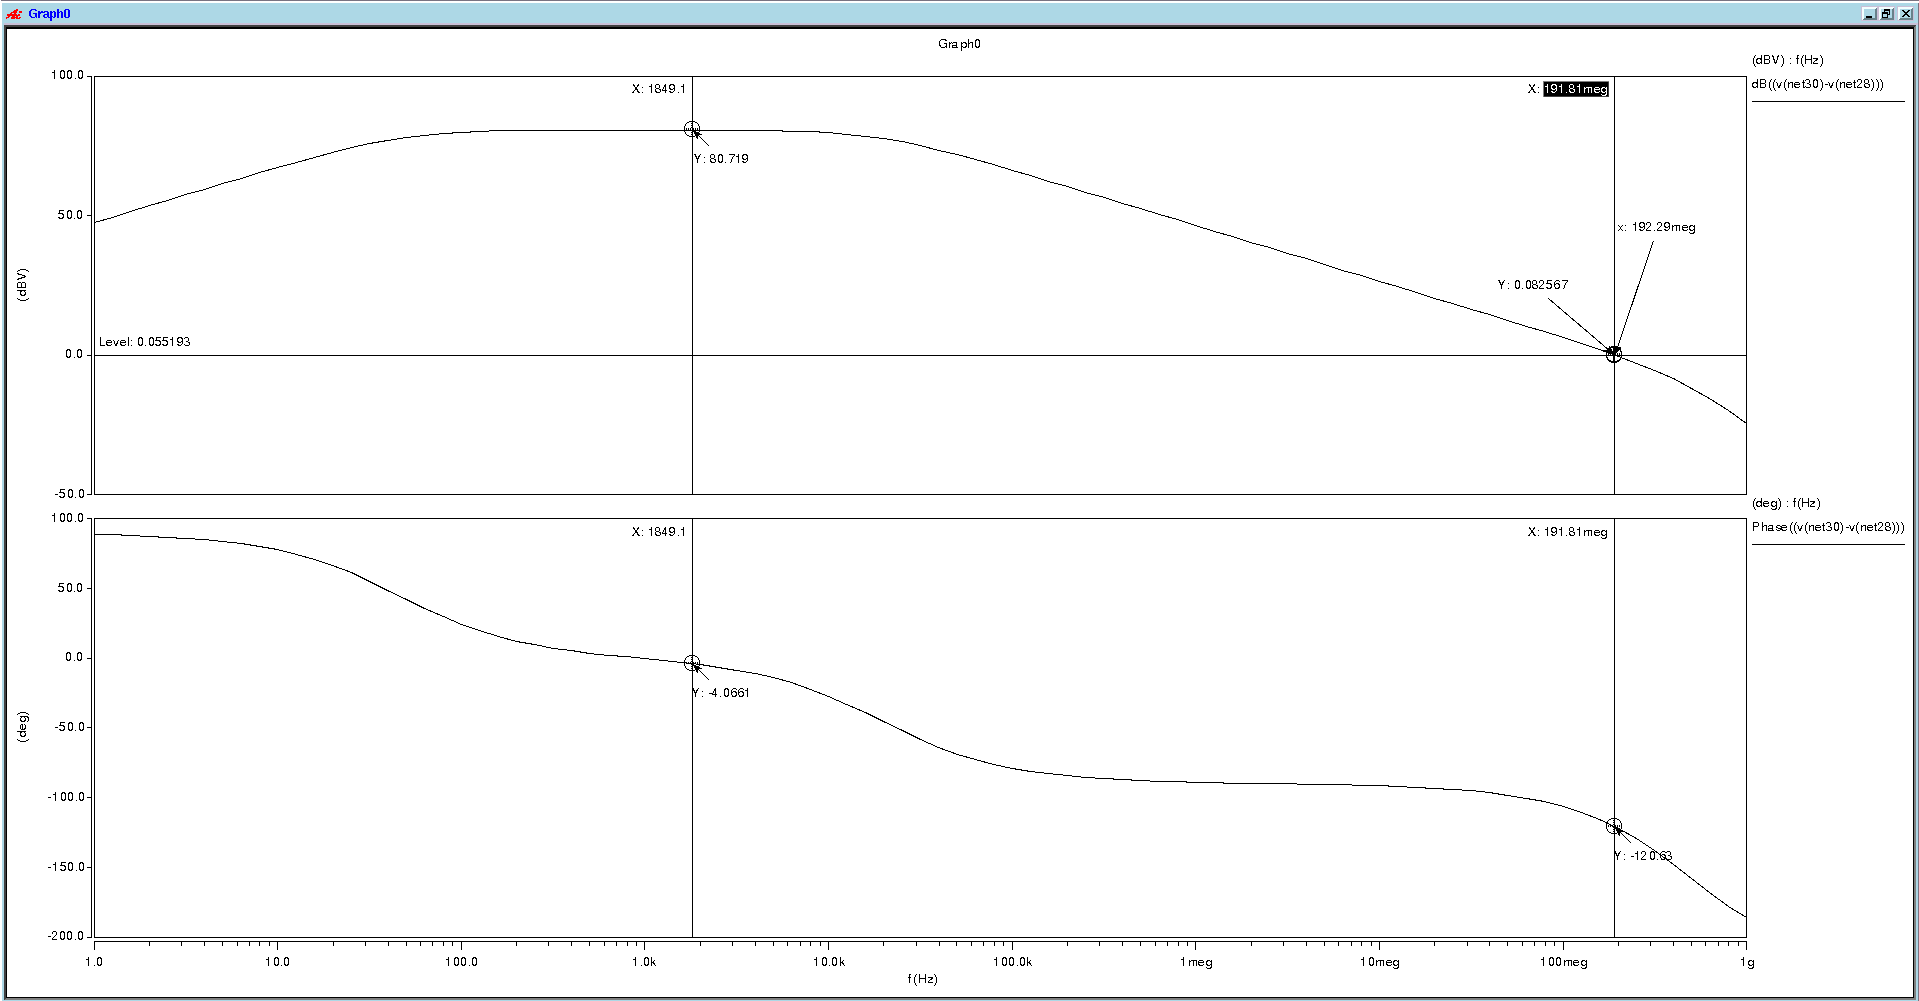 Graph0
Graph0
(dBV) : f(Hz)
dB((v(net30)-v(net28)))
100.0
50.0
0.0
-50.0
(dBV)
X: 1849.1
X: 191.81meg
Y: 80.719
x: 192.29meg
Y: 0.082567
Level: 0.055193
(deg) : f(Hz)
Phase((v(net30)-v(net28)))
100.0
50.0
0.0
-50.0
-100.0
-150.0
-200.0
(deg)
X: 1849.1
X: 191.81meg
Y: -4.0661
Y: -120.63
1.0 10.0 100.0 1.0k 10.0k 100.0k 1meg 10meg 100meg 1g
f(Hz)